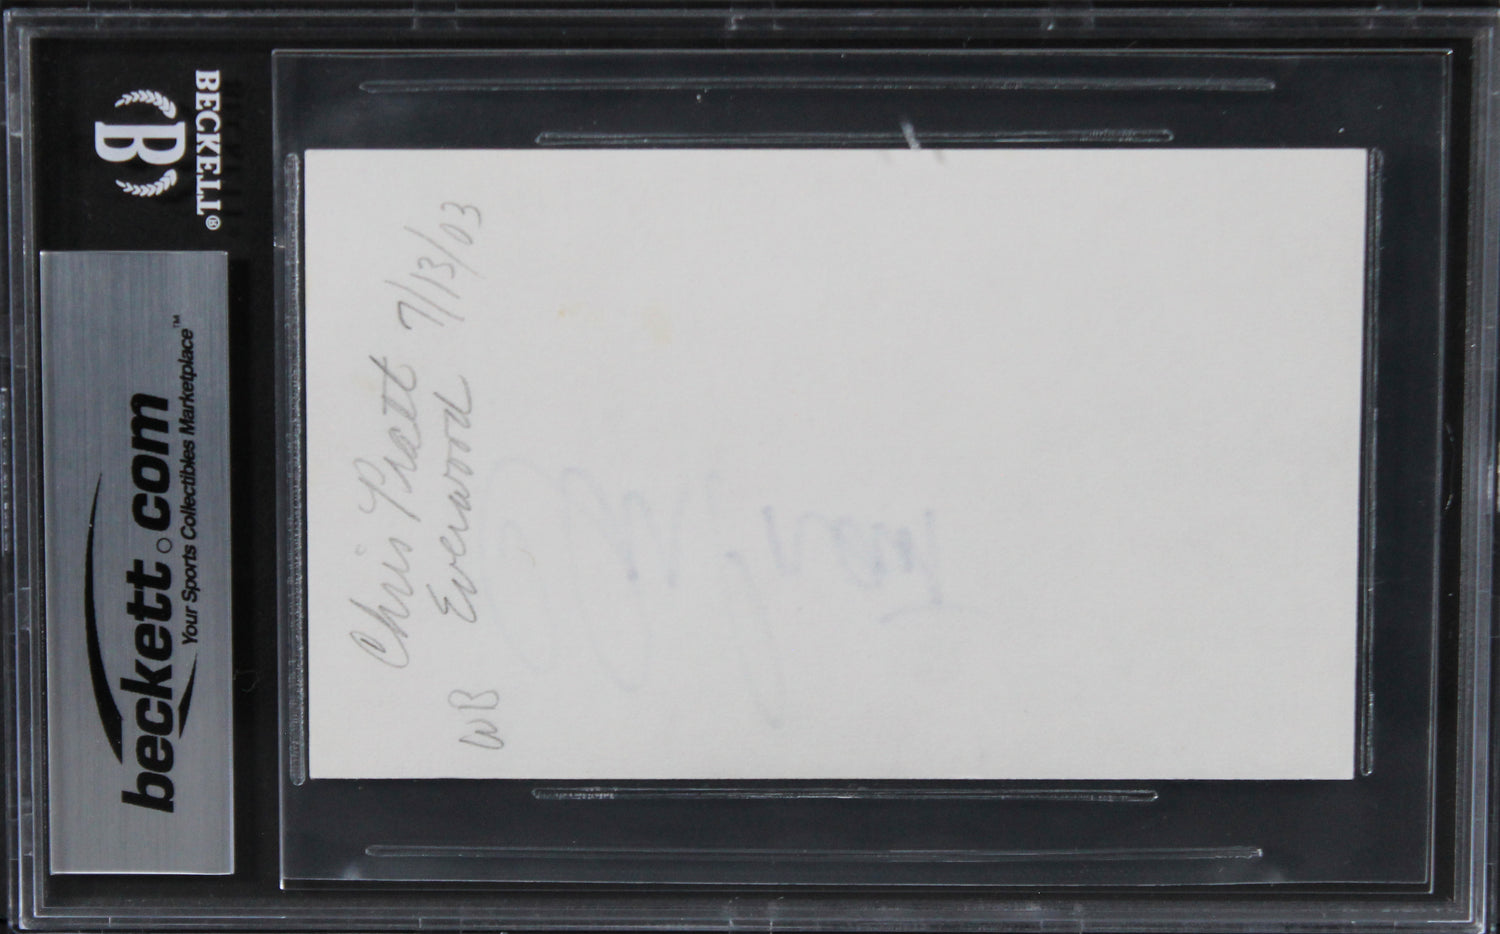 BECKETT®
B
beckett.com
Your Sports Collectibles Marketplace™
Chris Pratt 7/13/03
WB Everwood